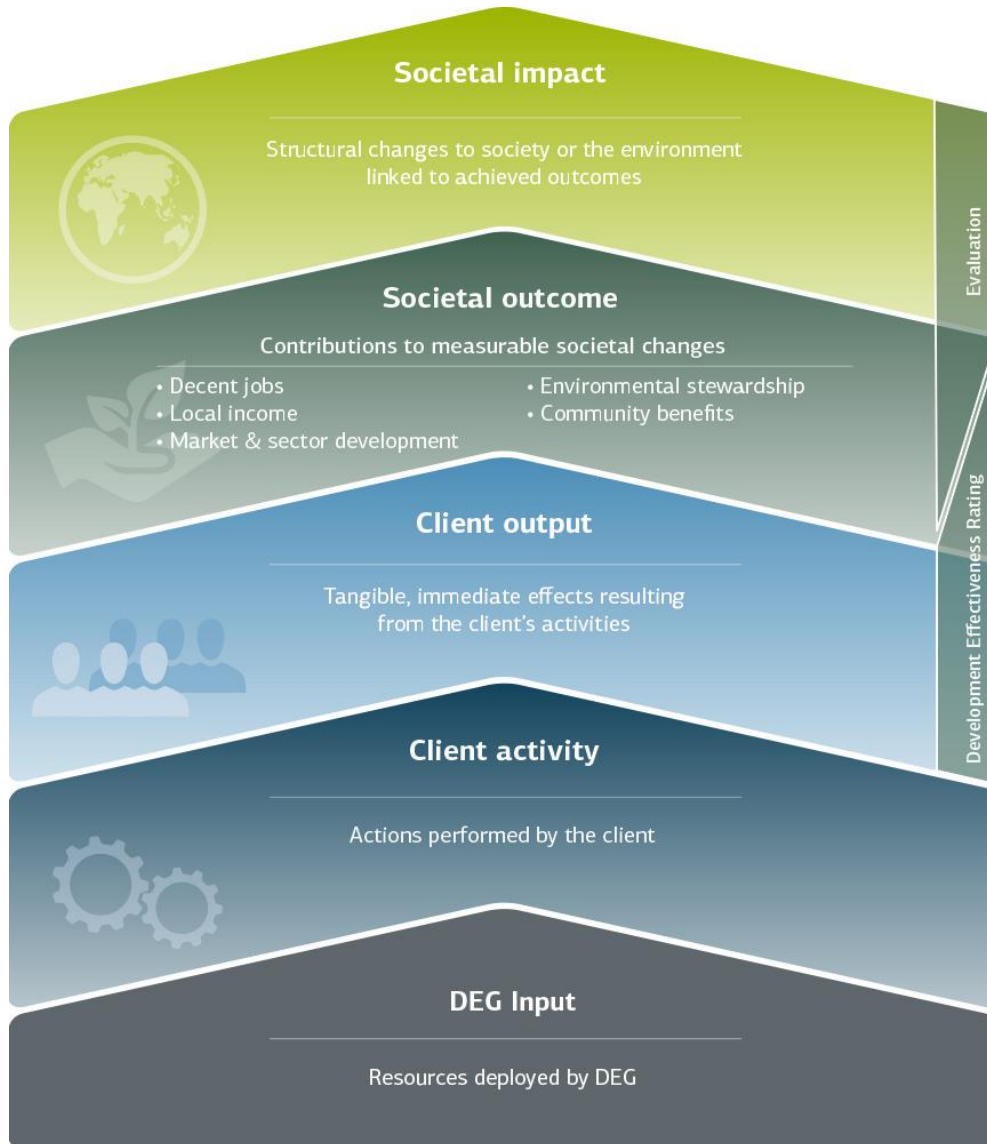 Societal impact
Structural changes to society or the environment
linked to achieved outcomes
Evaluation
Societal outcome
Contributions to measurable societal changes
• Decent jobs
• Local income
• Market & sector development
• Environmental stewardship
• Community benefits
Client output
Tangible, immediate effects resulting
from the client's activities
Development Effectiveness Rating
Client activity
Actions performed by the client
DEG Input
Resources deployed by DEG